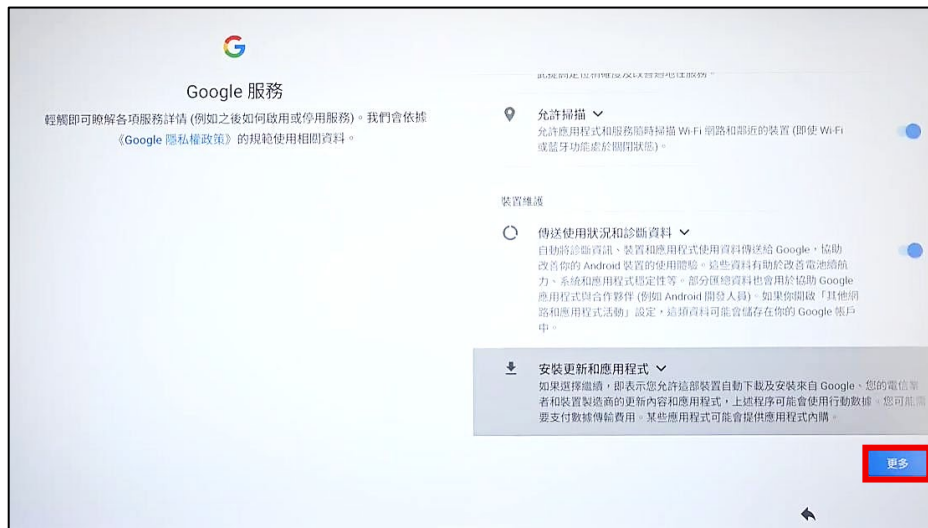 Google 服務
輕觸即可瞭解各項服務詳情 (例如之後如何啟用或停用服務)。我們會依據
《Google 隱私權政策》的規範使用相關資料。
允許掃描
允許應用程式和服務隨時掃描 Wi-Fi 網路和鄰近的裝置 (即使 Wi-Fi
或藍牙功能處於關閉狀態)。
裝置維護
傳送使用狀況和診斷資料
自動將診斷資訊、裝置和應用程式使用資料傳送給 Google，協助
改善你的 Android 裝置的使用體驗。這些資料有助於改善電池續航
力、系統和應用程式穩定性等。部分匯總資料也會用於協助 Google
應用程式與合作夥伴 (例如 Android 開發人員)。如果你開啟「其他網
路和應用程式活動」設定，這類資料可能會儲存在你的 Google 帳戶
中。
安裝更新和應用程式
如果選擇繼續，即表示您允許這部裝置自動下載及安裝來自 Google、您的電信業
者和裝置製造商的更新內容和應用程式，上述程序可能會使用行動數據。您可能需
要支付數據傳輸費用。某些應用程式可能會提供應用程式內購。
更多